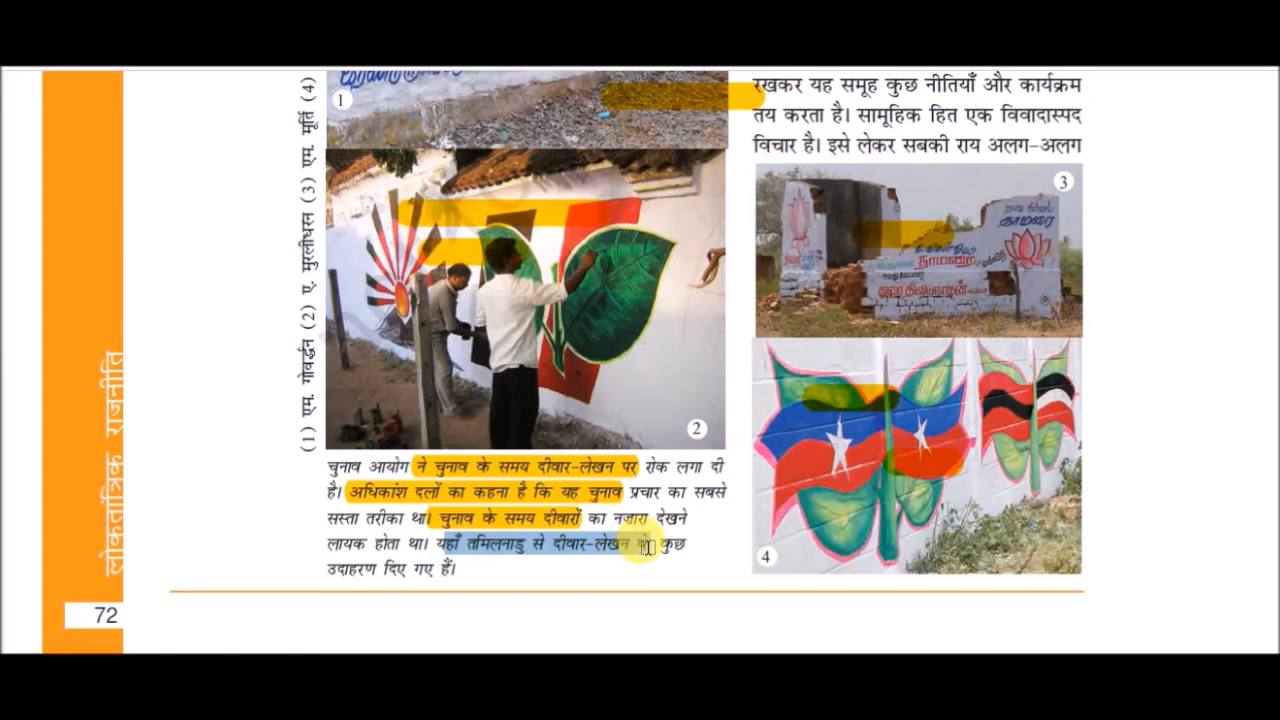 रखकर यह समूह कुछ नीतियाँ और कार्यक्रम
तय करता है। सामूहिक हित एक विवादास्पद
विचार है। इसे लेकर सबकी राय अलग-अलग
1
2
3
தாமரை
தாமரை
4
(1) एम. गोवर्द्धन (2) ए. मुरलीधरन (3) एम. मूर्ति (4)
चुनाव आयोग ने चुनाव के समय दीवार-लेखन पर रोक लगा दी
है। अधिकांश दलों का कहना है कि यह चुनाव प्रचार का सबसे
सस्ता तरीका था। चुनाव के समय दीवारों का नज़ारा देखने
लायक होता था। यहाँ तमिलनाडु से दीवार-लेखन के कुछ
उदाहरण दिए गए हैं।
लोकतांत्रिक राजनीति
72